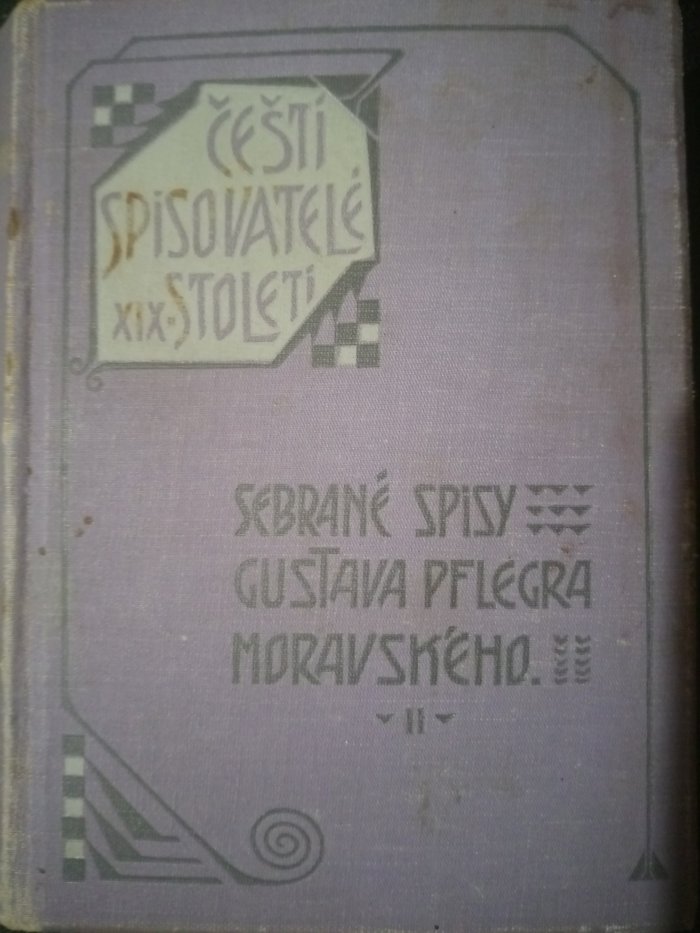 ČEŠTÍ
SPISOVATELÉ
XIX. STOLETÍ
SEBRANÉ SPISY
GUSTAVA PFLEGRA
MORAVSKÉHO.
II